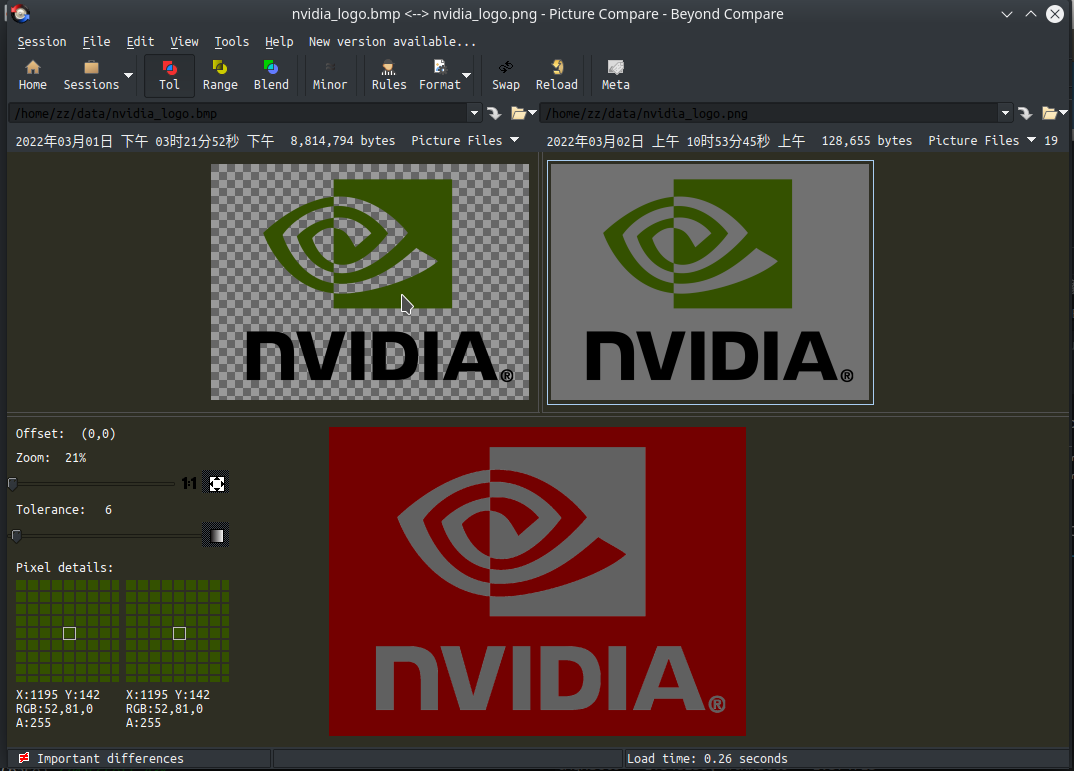 nvidia_logo.bmp <--> nvidia_logo.png - Picture Compare - Beyond Compare
Session File Edit View Tools Help New version available...
Home Sessions Tol Range Blend Minor Rules Format Swap Reload Meta
/home/zz/data/nvidia_logo.bmp /home/zz/data/nvidia_logo.png
2022年03月01日 下午 03时21分52秒 下午 8,814,794 bytes Picture Files 2022年03月02日 上午 10时53分45秒 上午 128,655 bytes Picture Files 19
nVIDIA® nVIDIA®
Offset: (0,0)
Zoom: 21%
1:1
Tolerance: 6
Pixel details:
X:1195 Y:142 X:1195 Y:142
RGB:52,81,0 RGB:52,81,0
A:255 A:255
nVIDIA®
Important differences Load time: 0.26 seconds